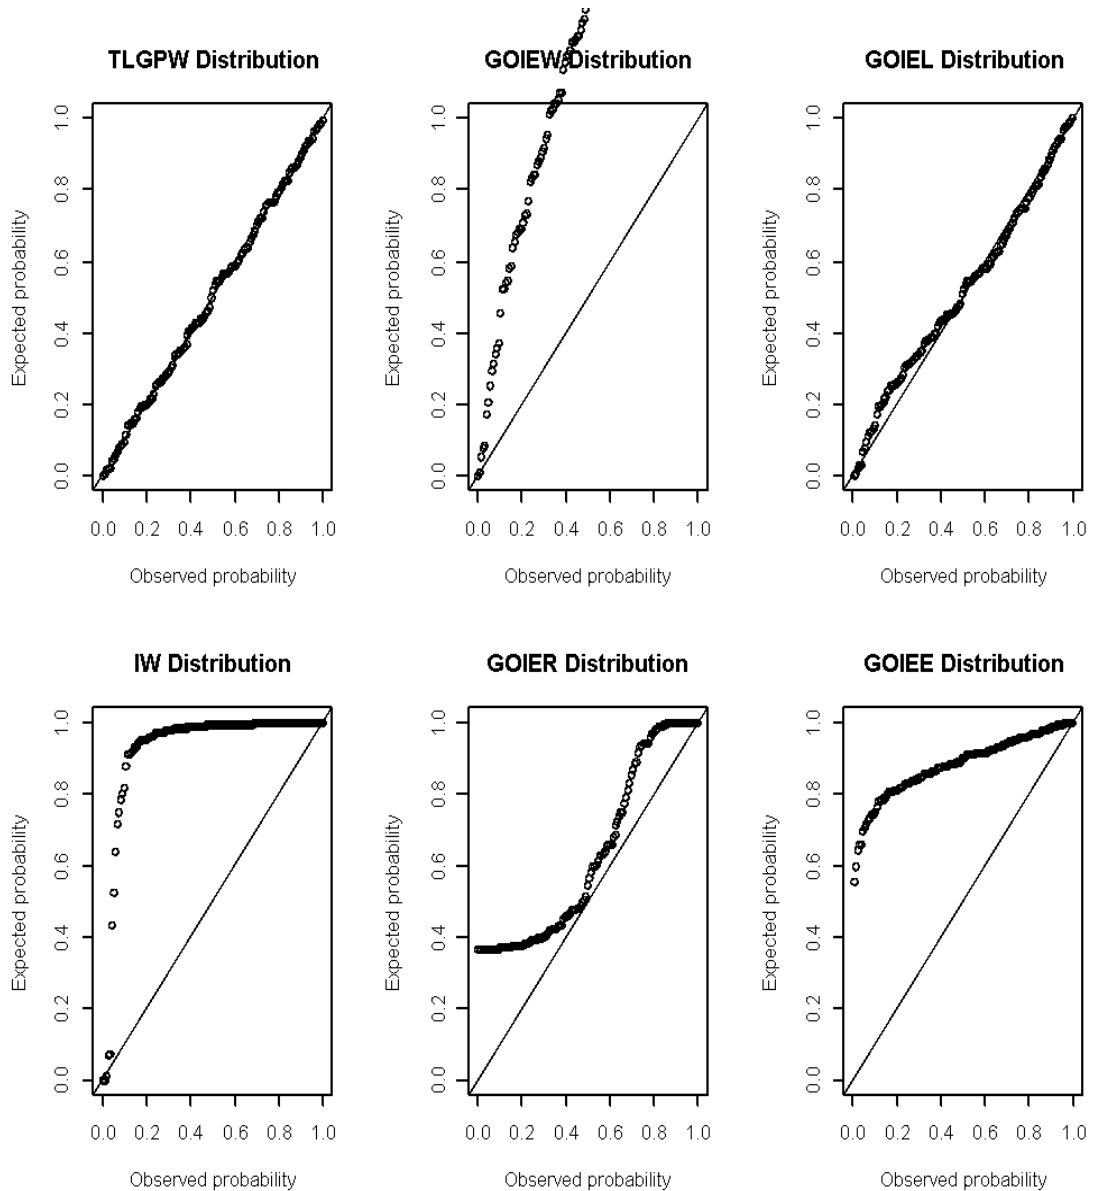 TLGPW Distribution
Expected probability
1.0
0.8
0.6
0.4
0.2
0.0
0.0 0.2 0.4 0.6 0.8 1.0
Observed probability
GOIEW Distribution
Expected probability
1.0
0.8
0.6
0.4
0.2
0.0
0.0 0.2 0.4 0.6 0.8 1.0
Observed probability
GOIEL Distribution
Expected probability
1.0
0.8
0.6
0.4
0.2
0.0
0.0 0.2 0.4 0.6 0.8 1.0
Observed probability
IW Distribution
Expected probability
1.0
0.8
0.6
0.4
0.2
0.0
0.0 0.2 0.4 0.6 0.8 1.0
Observed probability
GOIER Distribution
Expected probability
1.0
0.8
0.6
0.4
0.2
0.0
0.0 0.2 0.4 0.6 0.8 1.0
Observed probability
GOIEE Distribution
Expected probability
1.0
0.8
0.6
0.4
0.2
0.0
0.0 0.2 0.4 0.6 0.8 1.0
Observed probability